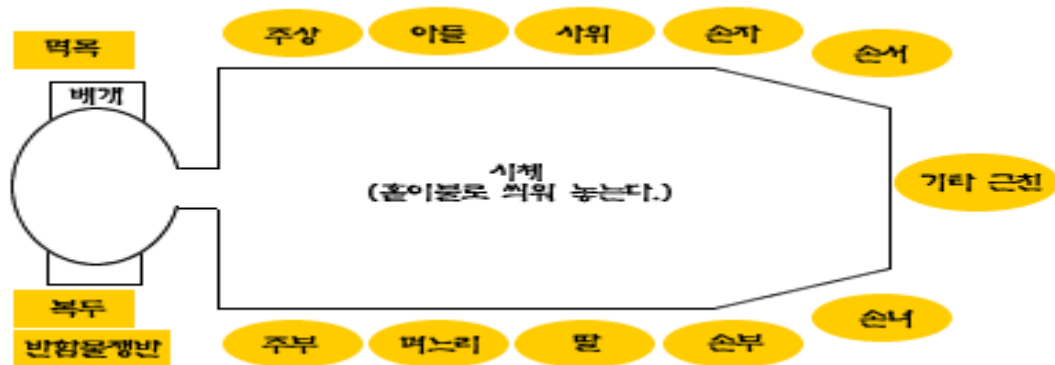 주상 아들 사위 손자
멱목 손서
베개
시체
(홑이불로 씌워 놓는다.)
기타 근친
복두
손녀
반함물쟁반 주부 며느리 딸 손부